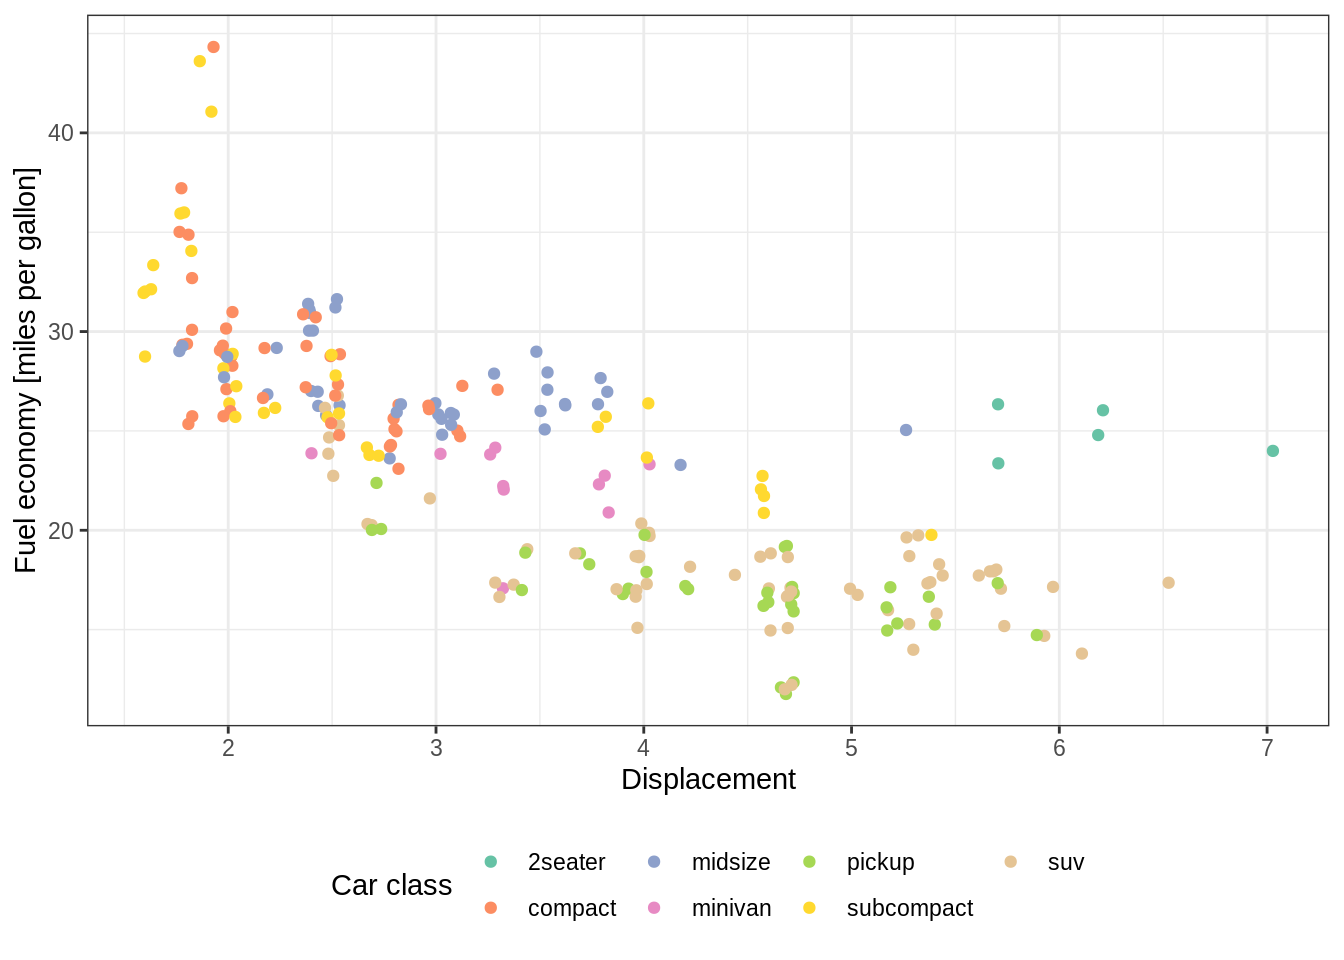 Fuel economy [miles per gallon]
40
30
20
2 3 4 5 6 7
Displacement
Car class
2seater midsize pickup suv
compact minivan subcompact